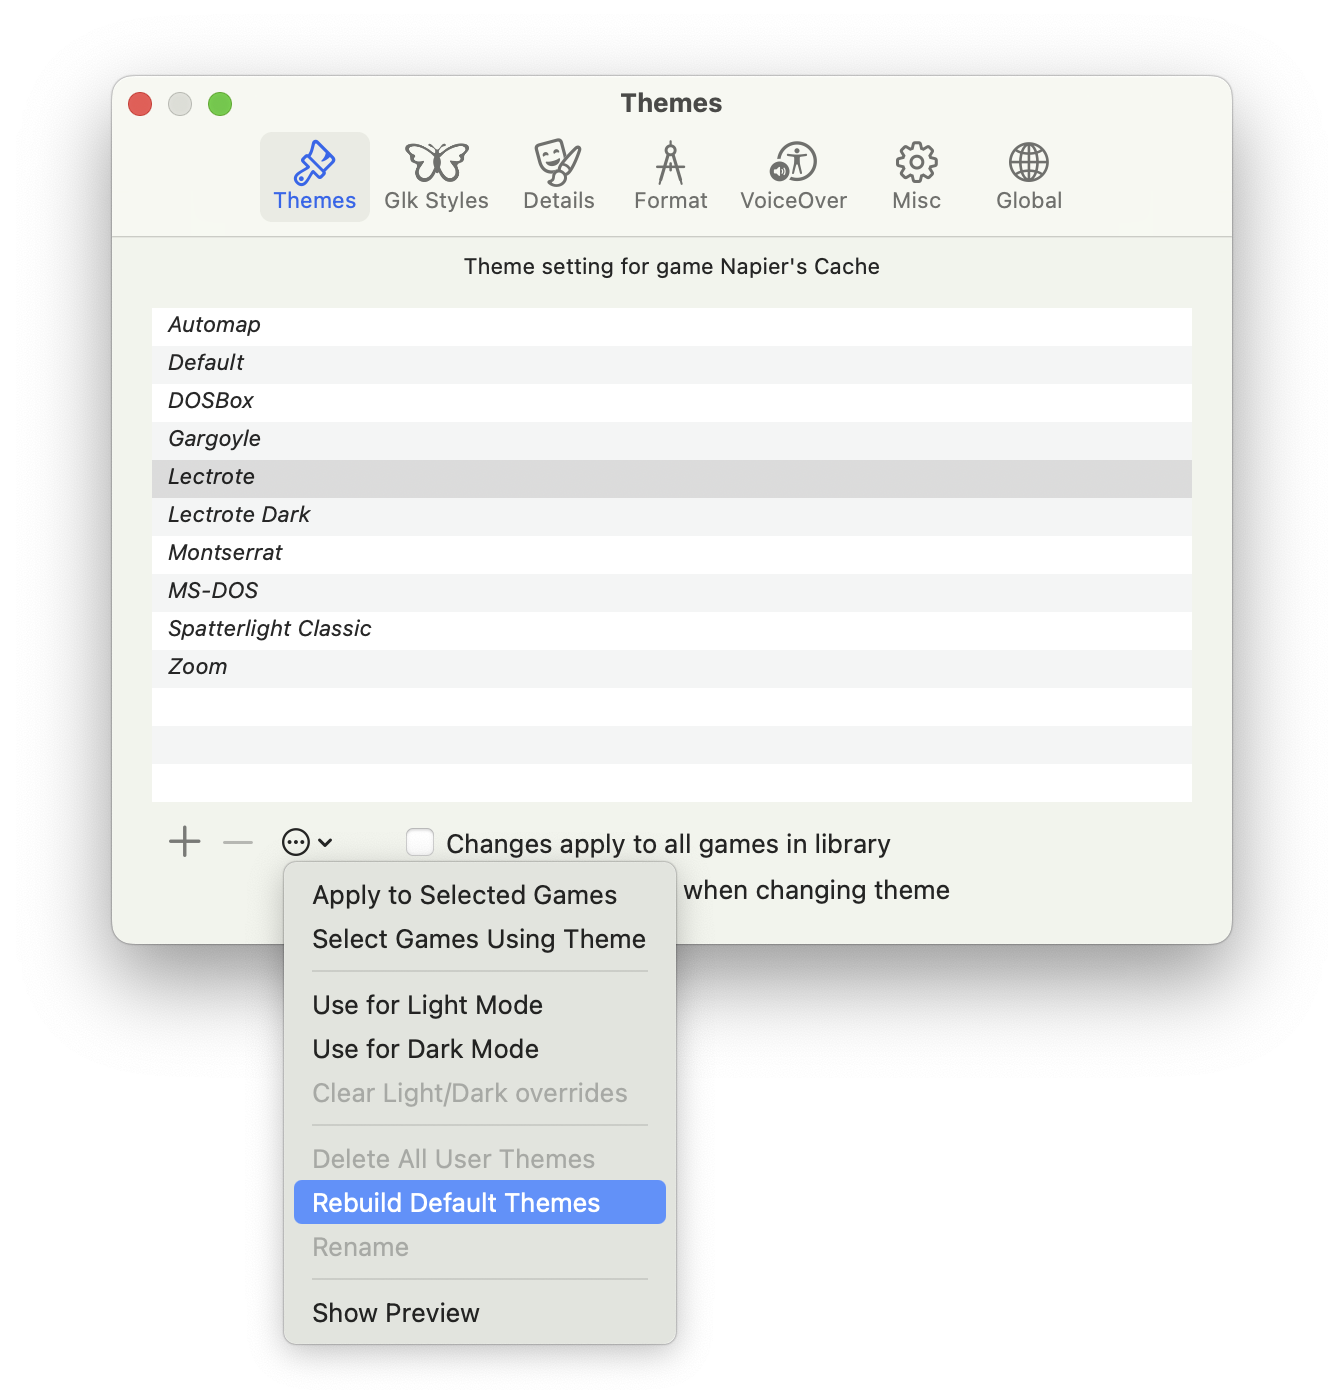 Themes
Themes
Glk Styles
Details
Format
VoiceOver
Misc
Global
Theme setting for game Napier's Cache
Automap
Default
DOSBox
Gargoyle
Lectrote
Lectrote Dark
Montserrat
MS-DOS
Spatterlight Classic
Zoom
Changes apply to all games in library
when changing theme
Apply to Selected Games
Select Games Using Theme
Use for Light Mode
Use for Dark Mode
Clear Light/Dark overrides
Delete All User Themes
Rebuild Default Themes
Rename
Show Preview